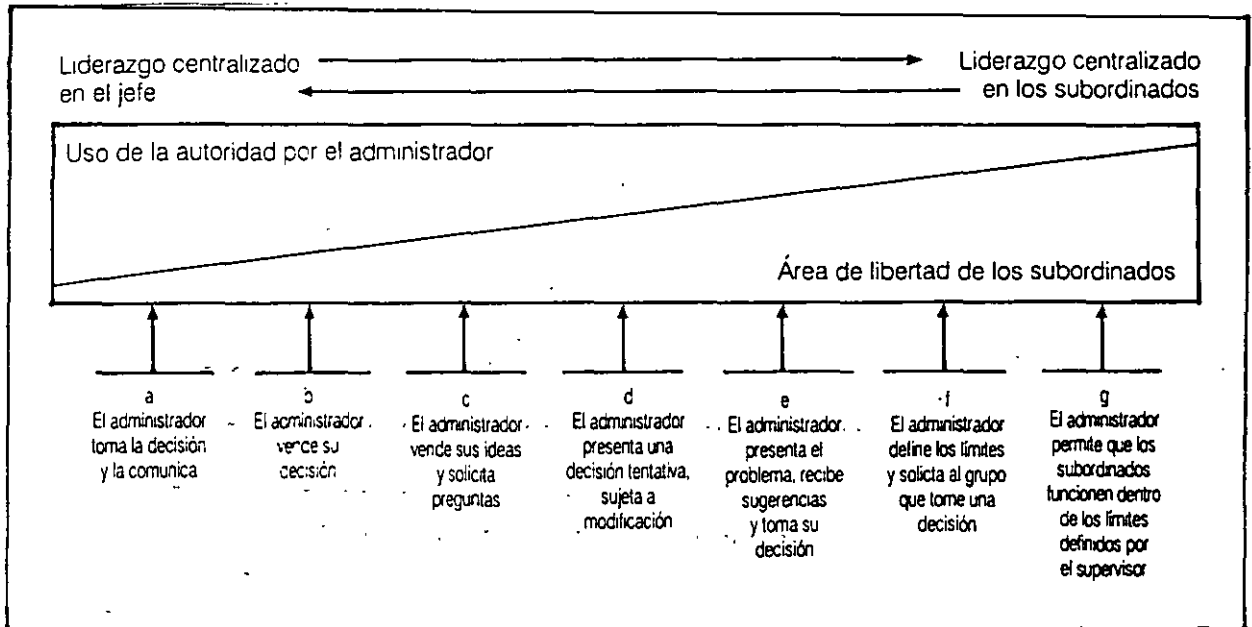 Liderazgo centralizado
en el jefe
Liderazgo centralizado
en los subordinados
Uso de la autoridad por el administrador
Área de libertad de los subordinados
a
El administrador
toma la decisión
y la comunica
b
El administrador
vende su
decisión
c
El administrador
vende sus ideas
y solicita
preguntas
d
El administrador
presenta una
decisión tentativa,
sujeta a
modificación
e
El administrador
presenta el
problema, recibe
sugerencias
y toma su
decisión
f
El administrador
define los límites
y solicita al grupo
que tome una
decisión
g
El administrador
permite que los
subordinados
funcionen dentro
de los límites
definidos por
el supervisor